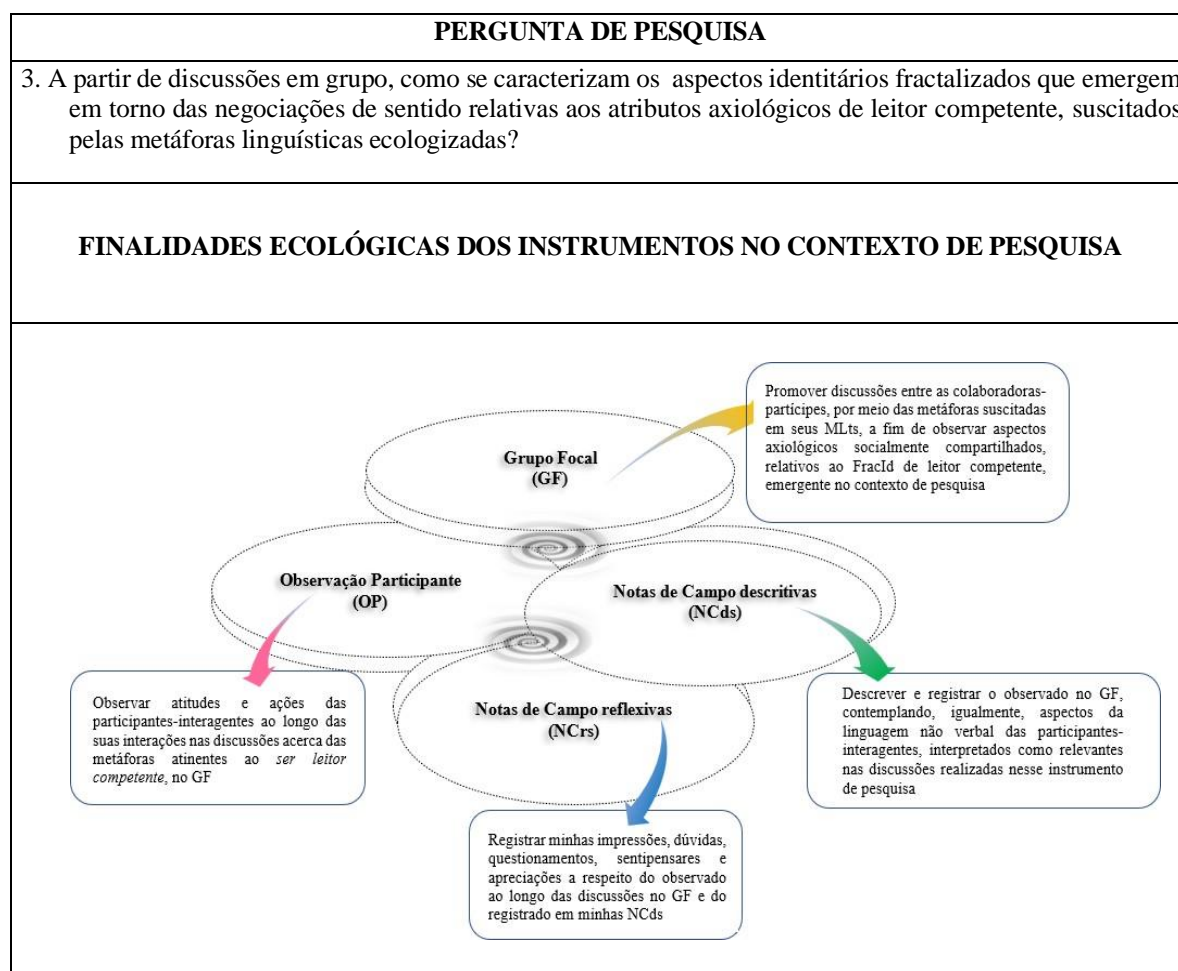 PERGUNTA DE PESQUISA
3. A partir de discussões em grupo, como se caracterizam os aspectos identitários fractalizados que emergem
em torno das negociações de sentido relativas aos atributos axiológicos de leitor competente, suscitados
pelas metáforas linguísticas ecologizadas?
FINALIDADES ECOLÓGICAS DOS INSTRUMENTOS NO CONTEXTO DE PESQUISA
Promover discussões entre as colaboradoras-
partícipes, por meio das metáforas suscitadas
em seus MLts, a fim de observar aspectos
axiológicos socialmente compartilhados,
relativos ao FracId de leitor competente,
emergente no contexto de pesquisa
Grupo Focal
(GF)
Observação Participante
(OP)
Notas de Campo descritivas
(NCds)
Notas de Campo reflexivas
(NCrs)
Observar atitudes e ações das
participantes-interagentes ao longo das
suas interações nas discussões acerca das
metáforas atinentes ao ser leitor
competente, no GF
Descrever e registrar o observado no GF,
contemplando, igualmente, aspectos da
linguagem não verbal das participantes-
interagentes, interpretados como relevantes
nas discussões realizadas nesse instrumento
de pesquisa
Registrar minhas impressões, dúvidas,
questionamentos, sentipensares e
apreciações a respeito do observado
ao longo das discussões no GF e do
registrado em minhas NCds